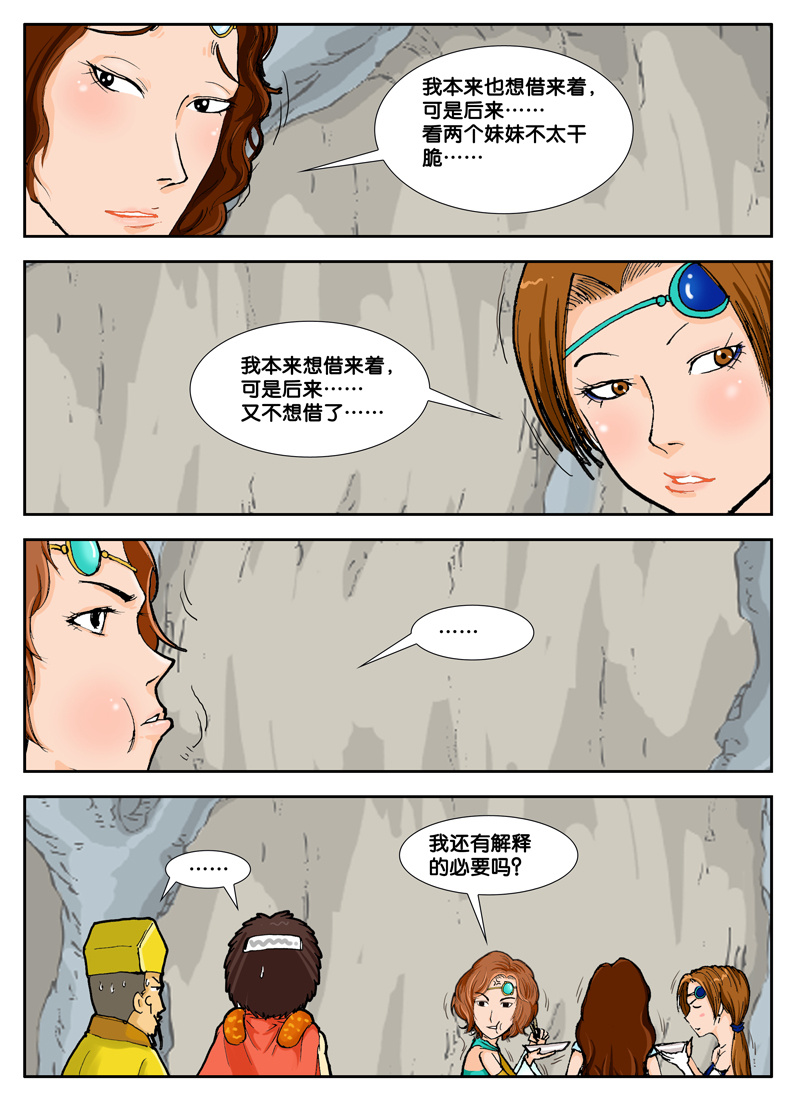 我本来也想借来着，
可是后来……
看两个妹妹不太干
脆……
我本来想借来着，
可是后来……
又不想借了……
……
……
我还有解释
的必要吗？